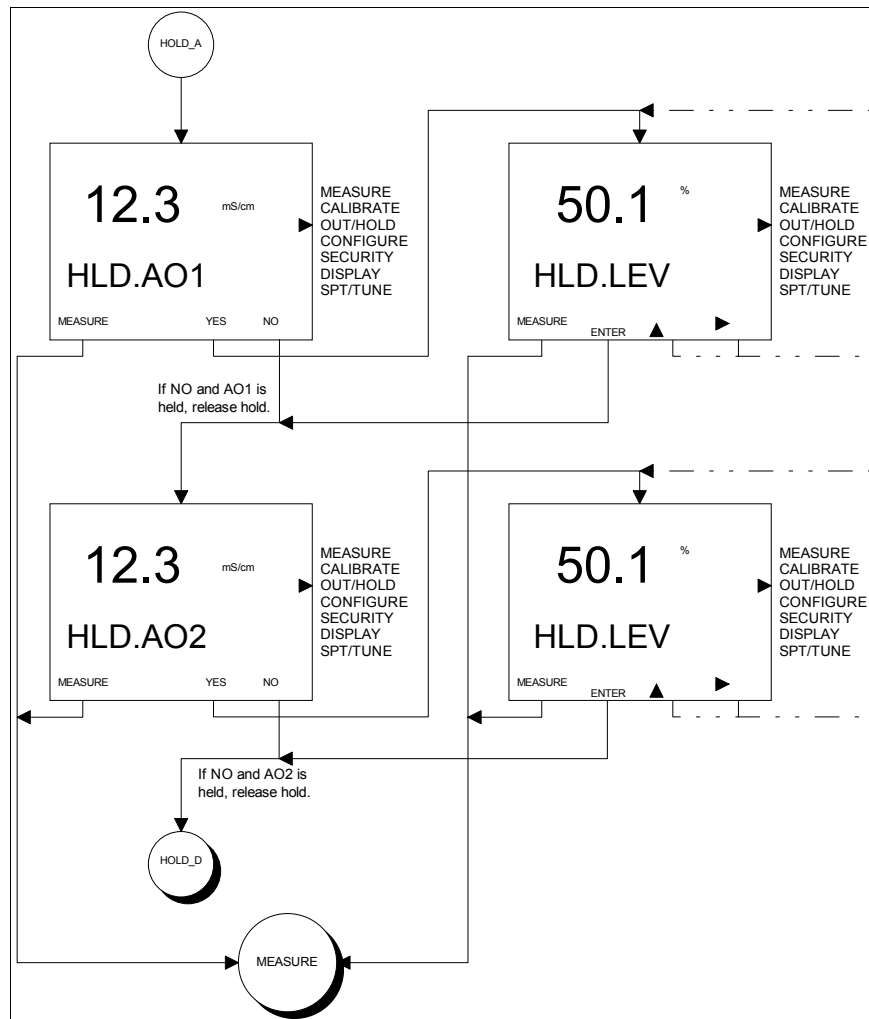 HOLD_A
12.3 mS/cm
HLD.AO1
MEASURE YES NO
MEASURE
CALIBRATE
OUT/HOLD
CONFIGURE
SECURITY
DISPLAY
SPT/TUNE
50.1 %
HLD.LEV
MEASURE ENTER
MEASURE
CALIBRATE
OUT/HOLD
CONFIGURE
SECURITY
DISPLAY
SPT/TUNE
If NO and AO1 is
held, release hold.
12.3 mS/cm
HLD.AO2
MEASURE YES NO
MEASURE
CALIBRATE
OUT/HOLD
CONFIGURE
SECURITY
DISPLAY
SPT/TUNE
50.1 %
HLD.LEV
MEASURE ENTER
MEASURE
CALIBRATE
OUT/HOLD
CONFIGURE
SECURITY
DISPLAY
SPT/TUNE
If NO and AO2 is
held, release hold.
HOLD_D
MEASURE